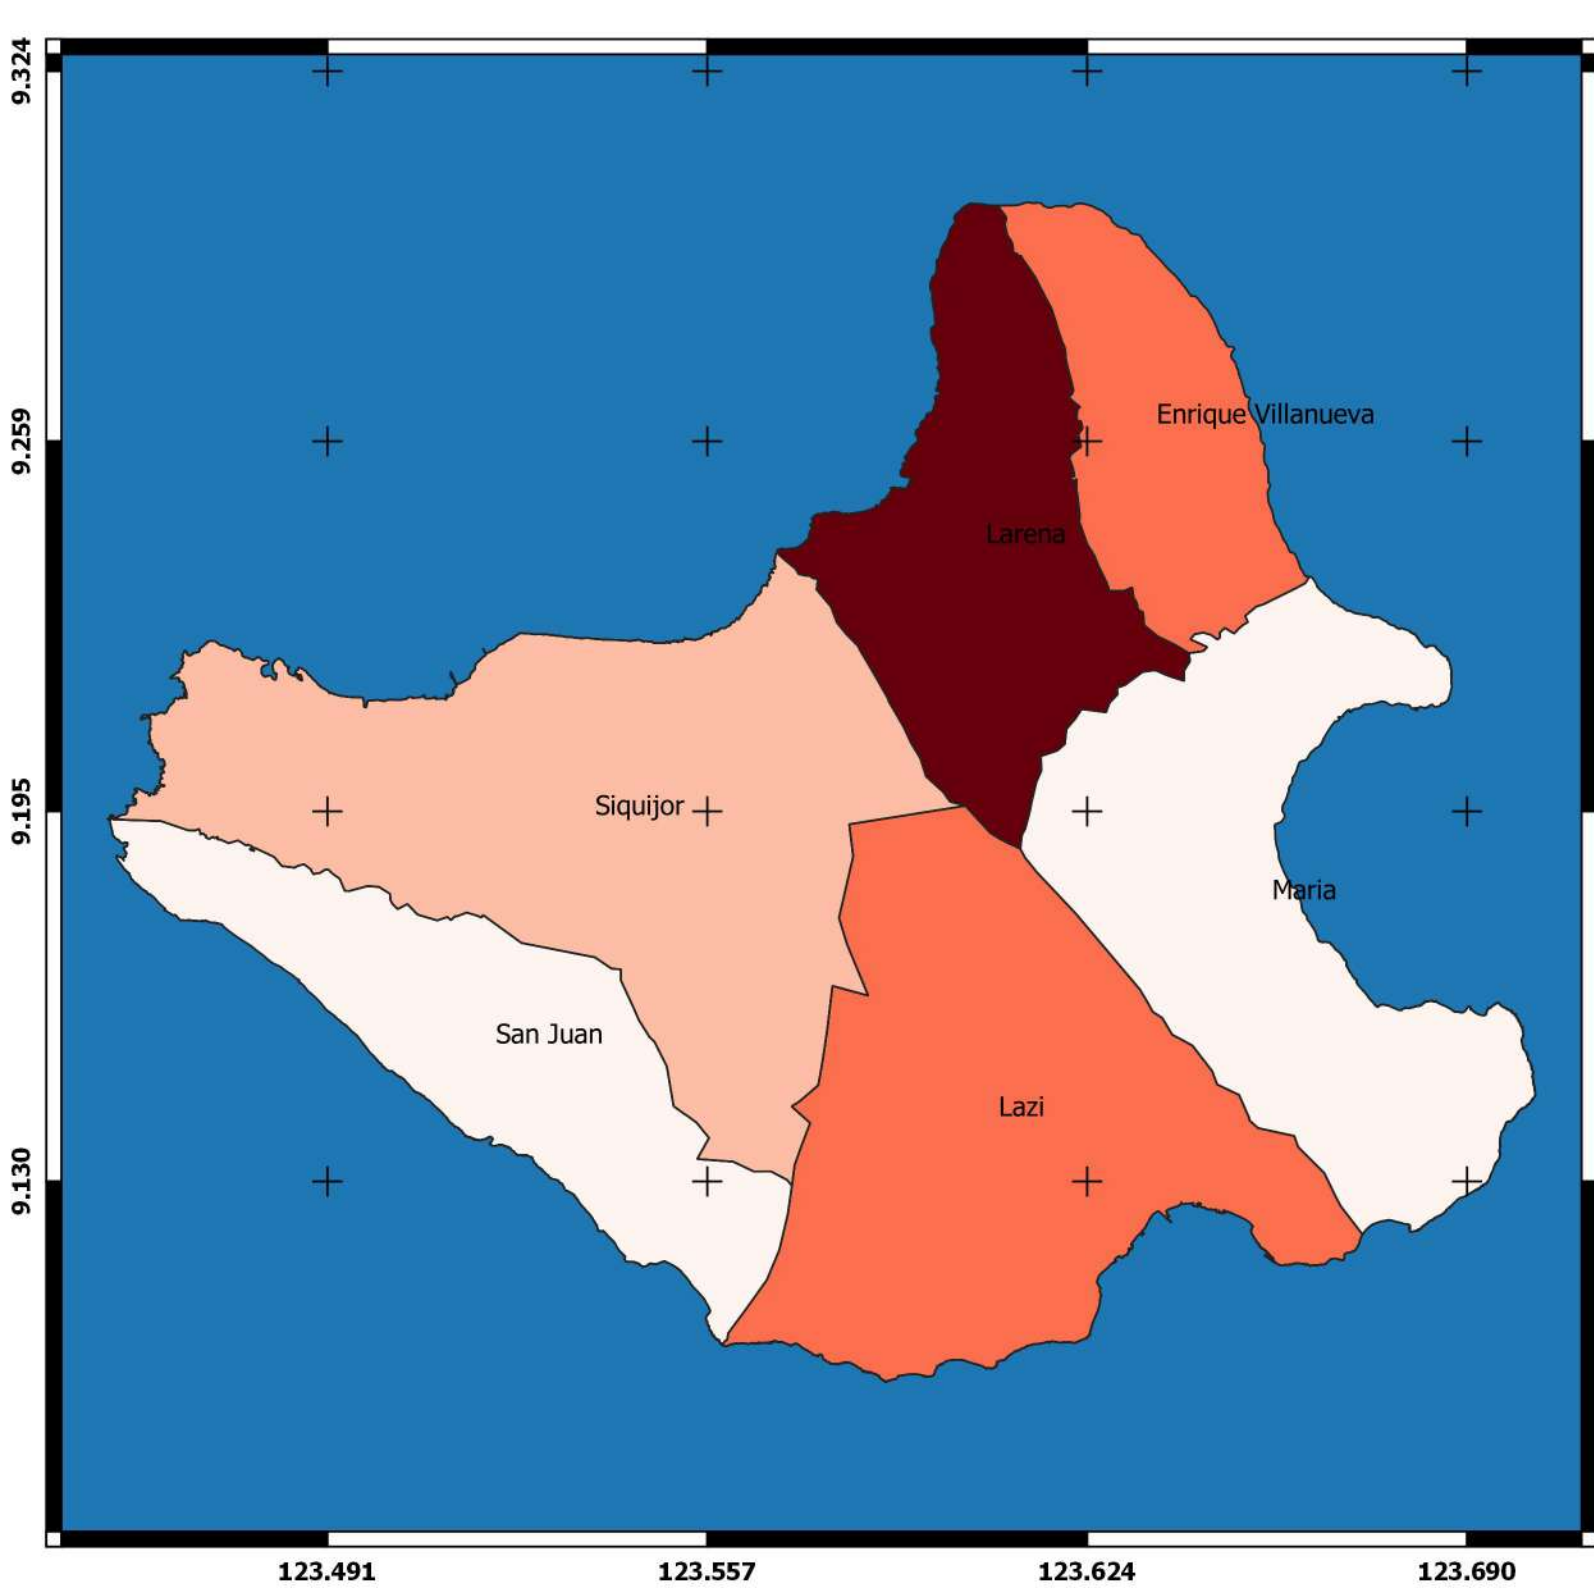 9.324
9.259
Enrique Villanueva
Larena
9.195
Siquijor
Maria
San Juan
Lazi
9.130
123.491
123.557
123.624
123.690